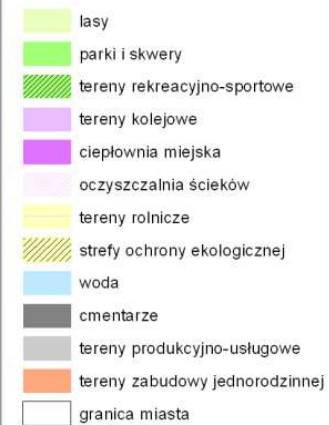 lasy
parki i skwery
tereny rekreacyjno-sportowe
tereny kolejowe
ciepłownia miejska
oczyszczalnia ścieków
tereny rolnicze
strefy ochrony ekologicznej
woda
cmentarze
tereny produkcyjno-usługowe
tereny zabudowy jednorodzinnej
granica miasta